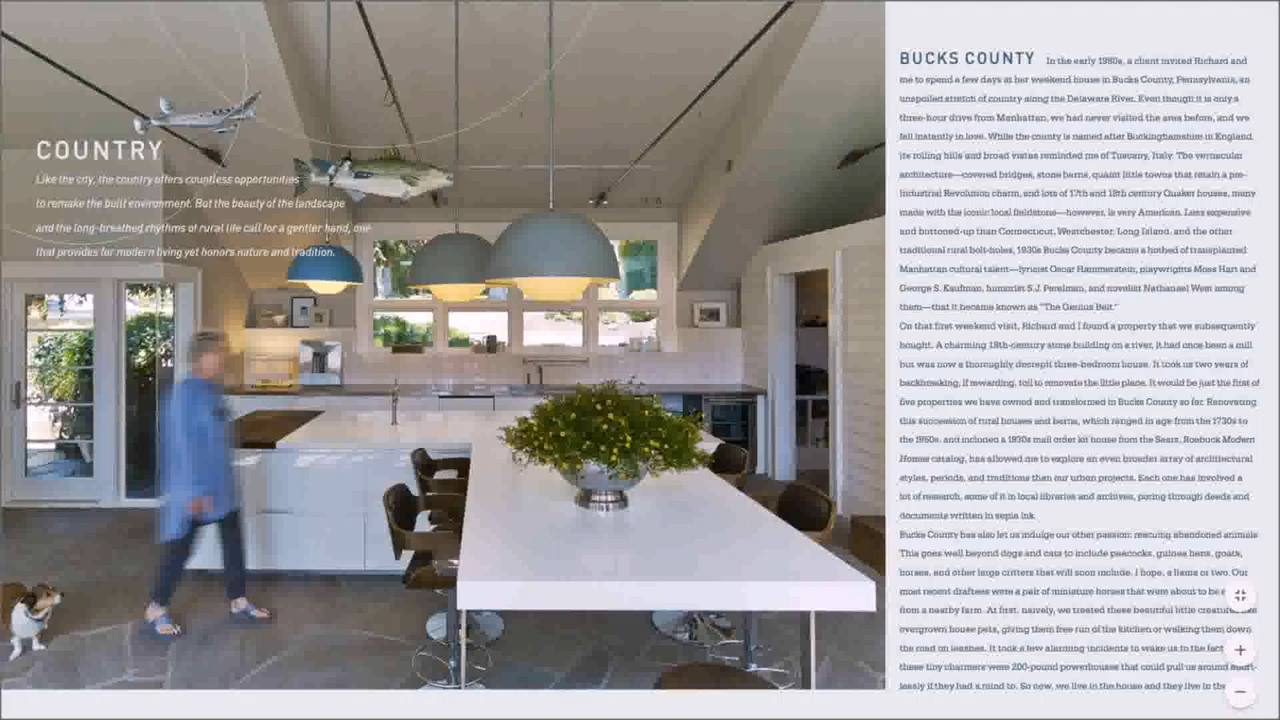 COUNTRY
Like the city, the country offers countless opportunities
to remake the built environment. But the beauty of the landscape
and the long-breathed rhythms of rural life call for a gentler hand, one
that provides for modern living yet honors nature and tradition.
BUCKS COUNTY In the early 1980s, a client invited Richard and
me to spend a few days at her weekend house in Bucks County, Pennsylvania, an
unspoiled stretch of country along the Delaware River. Even though it is only a
three-hour drive from Manhattan, we had never visited the area before, and we
fell instantly in love. While the county is named after Buckinghamshire in England,
its rolling hills and broad vistas reminded me of Tuscany, Italy. The vernacular
architecture—covered bridges, stone barns, quaint little towns that retain a pre-
Industrial Revolution charm, and lots of 17th and 18th century Quaker houses, many
made with the iconic local fieldstone—however, is very American. Less expensive
and bottoned-up than Connecticut, Westchester, Long Island, and the other
traditional rural bolt-holes, 1930s Bucks County became a hotbed of transplanted
Manhattan cultural talent—lyricist Oscar Hammerstein, playwrights Moss Hart and
George S. Kaufman, humorist S.J. Perelman, and novelist Nathanael West among
them—that it became known as "The Genius Belt."
On that first weekend visit, Richard and I found a property that we subsequently
bought. A charming 18th-century stone building on a river, it had once been a mill
but was now a thoroughly decrepit three-bedroom house. It took us two years of
backbreaking, if rewarding, toil to renovate the little place. It would be just the first of
five properties we have owned and transformed in Bucks County so far. Renovating
this succession of rural houses and barns, which ranged in age from the 1730s to
the 1950s, and included a 1930s mail order kit house from the Sears, Roebuck Modern
Homes catalog, has allowed me to explore an even broader array of architectural
styles, periods, and traditions than our urban projects. Each one has involved a
lot of research, some of it in local libraries and archives, poring through deeds and
documents written in sepia ink.
Bucks County has also let us indulge our other passion: rescuing abandoned animals
This goes well beyond dogs and cats to include peacocks, guinea hens, goats,
horses, and other large critters that will soon include, I hope, a llama or two. Our
most recent draftees were a pair of miniature horses that were about to be
from a nearby farm. At first, naively, we treated these beautiful little creatures like
overgrown house pets, giving them free run of the kitchen or walking them down
the road on leashes. It took a few alarming incidents to wake us to the fact
these tiny charmers were 200-pound powerhouses that could pull us around effort-
lessly if they had a mind to. So now, we live in the house and they live in the